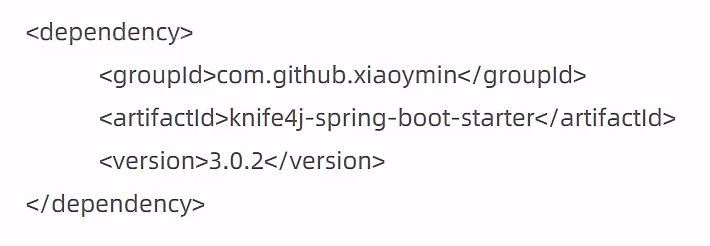 <dependency>
<groupId>com.github.xiaoymin</groupId>
<artifactId>knife4j-spring-boot-starter</artifactId>
<version>3.0.2</version>
</dependency>